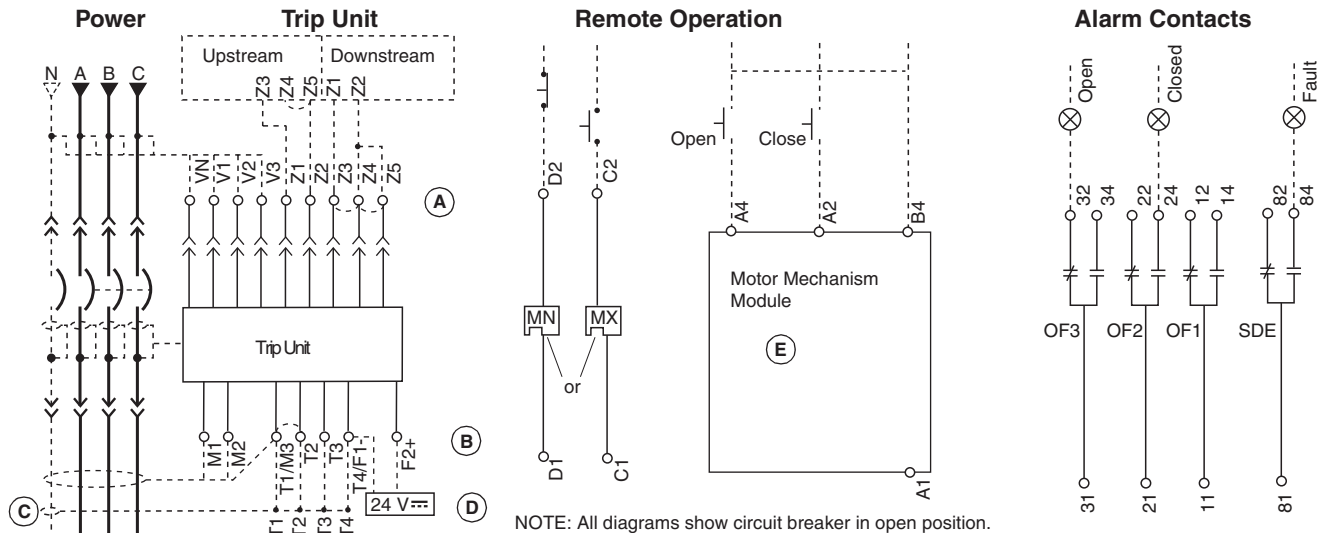 Power
Trip Unit
Remote Operation
Alarm Contacts
Upstream
Downstream
N A B C
Z3 Z4 Z5 Z1 Z2
VN V1 V2 V3 Z1 Z2 Z3 Z4 Z5
A
Trip Unit
M1 M2 T1/M3 T2 T3 T4/F1- F2+
B
C
24 V
D
T1 T2 T3 T4
D2 C2
MN MX
or
D1 C1
Open
Close
A4 A2 B4
Motor Mechanism
Module
E
A1
Open Closed Fault
32 34 22 24 12 14 82 84
OF3 OF2 OF1 SDE
31 21 11 81
NOTE: All diagrams show circuit breaker in open position.